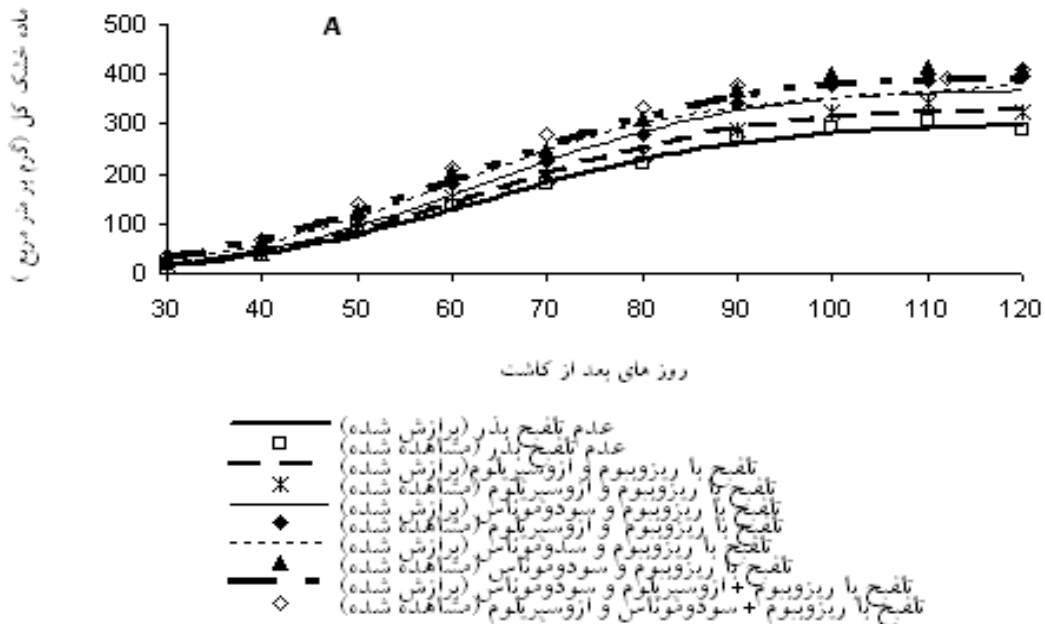 ماده خشک کل (گرم بر متر مربع )
A
500
400
300
200
100
0
30 40 50 60 70 80 90 100 110 120
روز های بعد از کاشت
عدم تلقیح بذر (برازش شده)
عدم تلقیح بذر (مشاهده شده)
تلقیح با ریزوبیوم و ازوسپریلوم(برازش شده)
تلقیح با ریزوبیوم و ازوسپریلوم (مشاهده شده)
تلقیح با ریزوبیوم و سودوموناس (برازش شده)
تلقیح با ریزوبیوم و ازوسپریلوم (مشاهده شده)
تلقیح با ریزوبیوم و سدوموناس (برازش شده)
تلقیح با ریزوبیوم و سودوموناس (مشاهده شده)
تلقیح با ریزوبیوم + ازوسپریلوم و سودوموناس (برازش شده)
تلقیح با ریزوبیوم + سودوموناس و ازوسپریلوم (مشاهده شده)